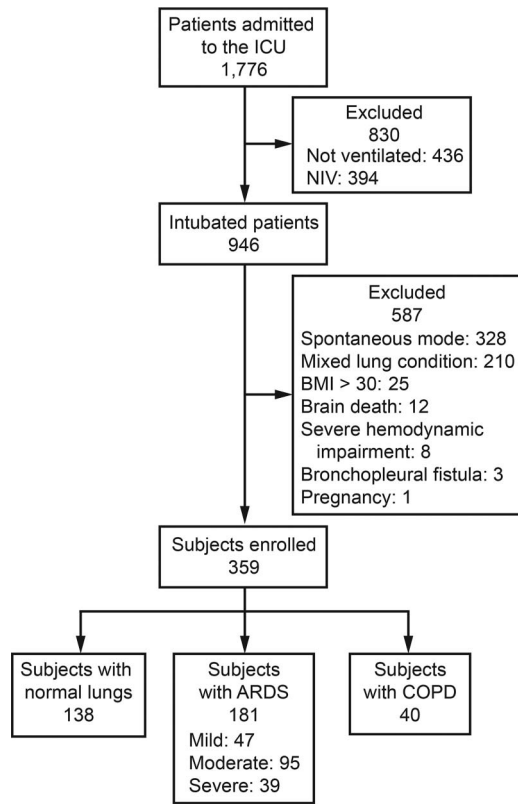 Patients admitted
to the ICU
1,776
Excluded
830
Not ventilated: 436
NIV: 394
Intubated patients
946
Excluded
587
Spontaneous mode: 328
Mixed lung condition: 210
BMI > 30: 25
Brain death: 12
Severe hemodynamic
impairment: 8
Bronchopleural fistula: 3
Pregnancy: 1
Subjects enrolled
359
Subjects with
normal lungs
138
Subjects
with ARDS
181
Mild: 47
Moderate: 95
Severe: 39
Subjects
with COPD
40